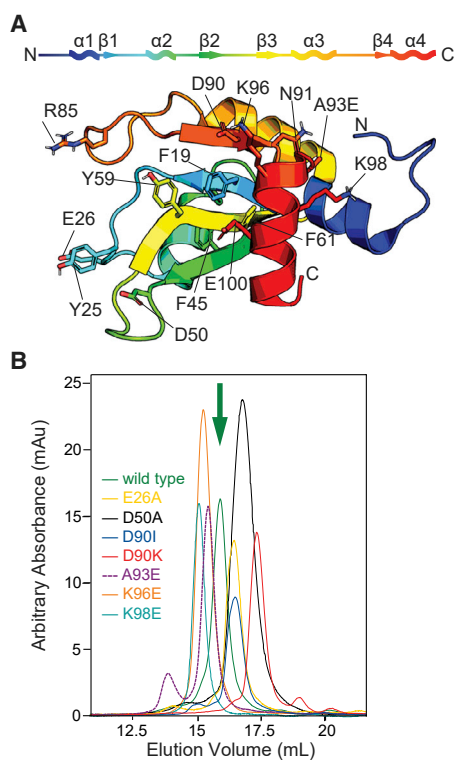 A
N α1 β1 α2 β2 β3 α3 β4 α4 C
D90 K96 N91
R85 A93E N
F19 K98
Y59
E26
F61
C
E100
Y25 F45
D50
B
Arbitrary Absorbance (mAu)
25
20
15
10
5
0
wild type
E26A
D50A
D90I
D90K
A93E
K96E
K98E
12.5 15 17.5 20
Elution Volume (mL)